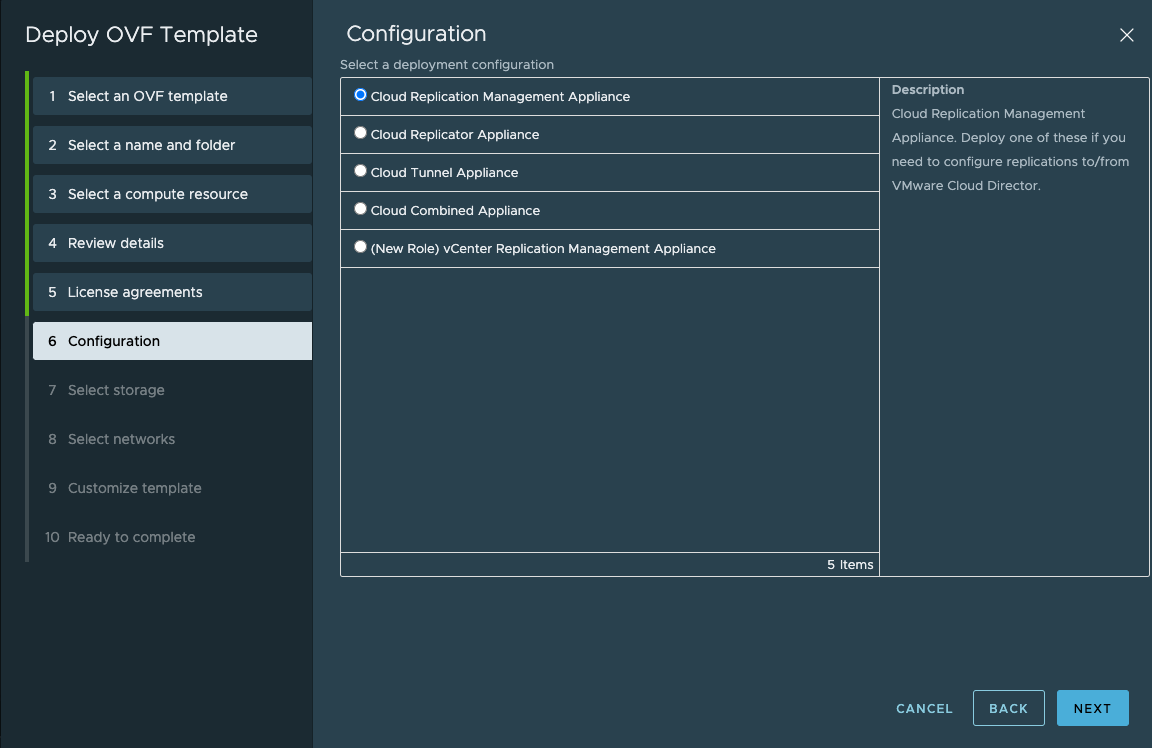 Deploy OVF Template
1 Select an OVF template
2 Select a name and folder
3 Select a compute resource
4 Review details
5 License agreements
6 Configuration
7 Select storage
8 Select networks
9 Customize template
10 Ready to complete
Configuration
Select a deployment configuration
Cloud Replication Management Appliance
Cloud Replicator Appliance
Cloud Tunnel Appliance
Cloud Combined Appliance
(New Role) vCenter Replication Management Appliance
5 Items
Description
Cloud Replication Management
Appliance. Deploy one of these if you
need to configure replications to/from
VMware Cloud Director.
CANCEL
BACK
NEXT